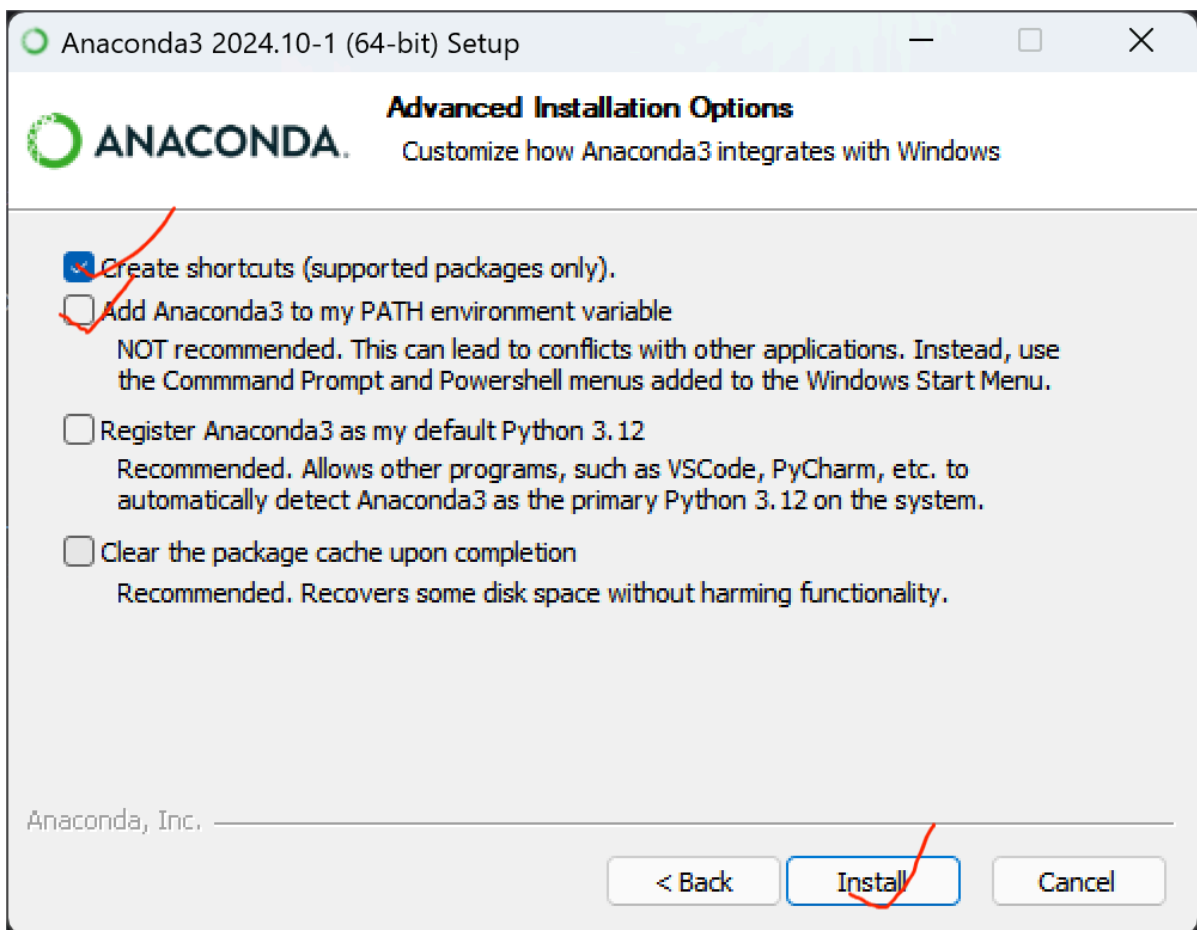 Anaconda3 2024.10-1 (64-bit) Setup
ANACONDA.
Advanced Installation Options
Customize how Anaconda3 integrates with Windows
Create shortcuts (supported packages only).
Add Anaconda3 to my PATH environment variable
NOT recommended. This can lead to conflicts with other applications. Instead, use
the Commmand Prompt and Powershell menus added to the Windows Start Menu.
Register Anaconda3 as my default Python 3.12
Recommended. Allows other programs, such as VSCode, PyCharm, etc. to
automatically detect Anaconda3 as the primary Python 3.12 on the system.
Clear the package cache upon completion
Recommended. Recovers some disk space without harming functionality.
Anaconda, Inc.
< Back
Install
Cancel